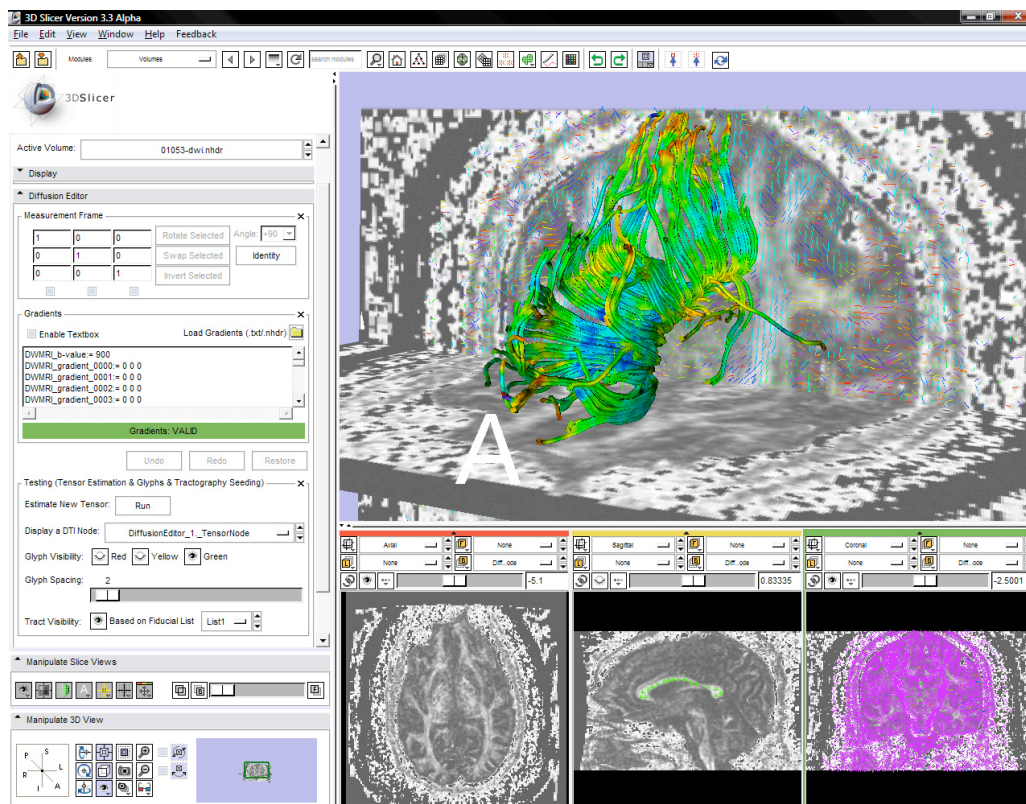 3D Slicer Version 3.3 Alpha
File Edit View Window Help Feedback
Modules: Volumes search modules
3DSlicer
Active Volume: 01053-dwi.nhdr
Display
Diffusion Editor
Measurement Frame
1 0 0 Rotate Selected Angle: +90
0 1 0 Swap Selected Identity
0 0 1 Invert Selected
Gradients
Enable Textbox Load Gradients (.txt/.nhdr)
DWMRI_b-value:= 900
DWMRI_gradient_0000:= 0 0 0
DWMRI_gradient_0001:= 0 0 0
DWMRI_gradient_0002:= 0 0 0
DWMRI_gradient_0003:= 0 0 0
Gradients: VALID
Undo Redo Restore
Testing (Tensor Estimation & Glyphs & Tractography Seeding)
Estimate New Tensor: Run
Display a DTI Node: DiffusionEditor_1._TensorNode
Glyph Visibility: Red Yellow Green
Glyph Spacing: 2
Tract Visibility: Based on Fiducial List List1
Manipulate Slice Views
A
B F
Manipulate 3D View
P S
R L
I A
A
Axial F None
L None B Diff...ode
-5.1
Sagittal F None
L None B Diff...ode
0.83335
Coronal F None
L None B Diff...ode
-2.5001